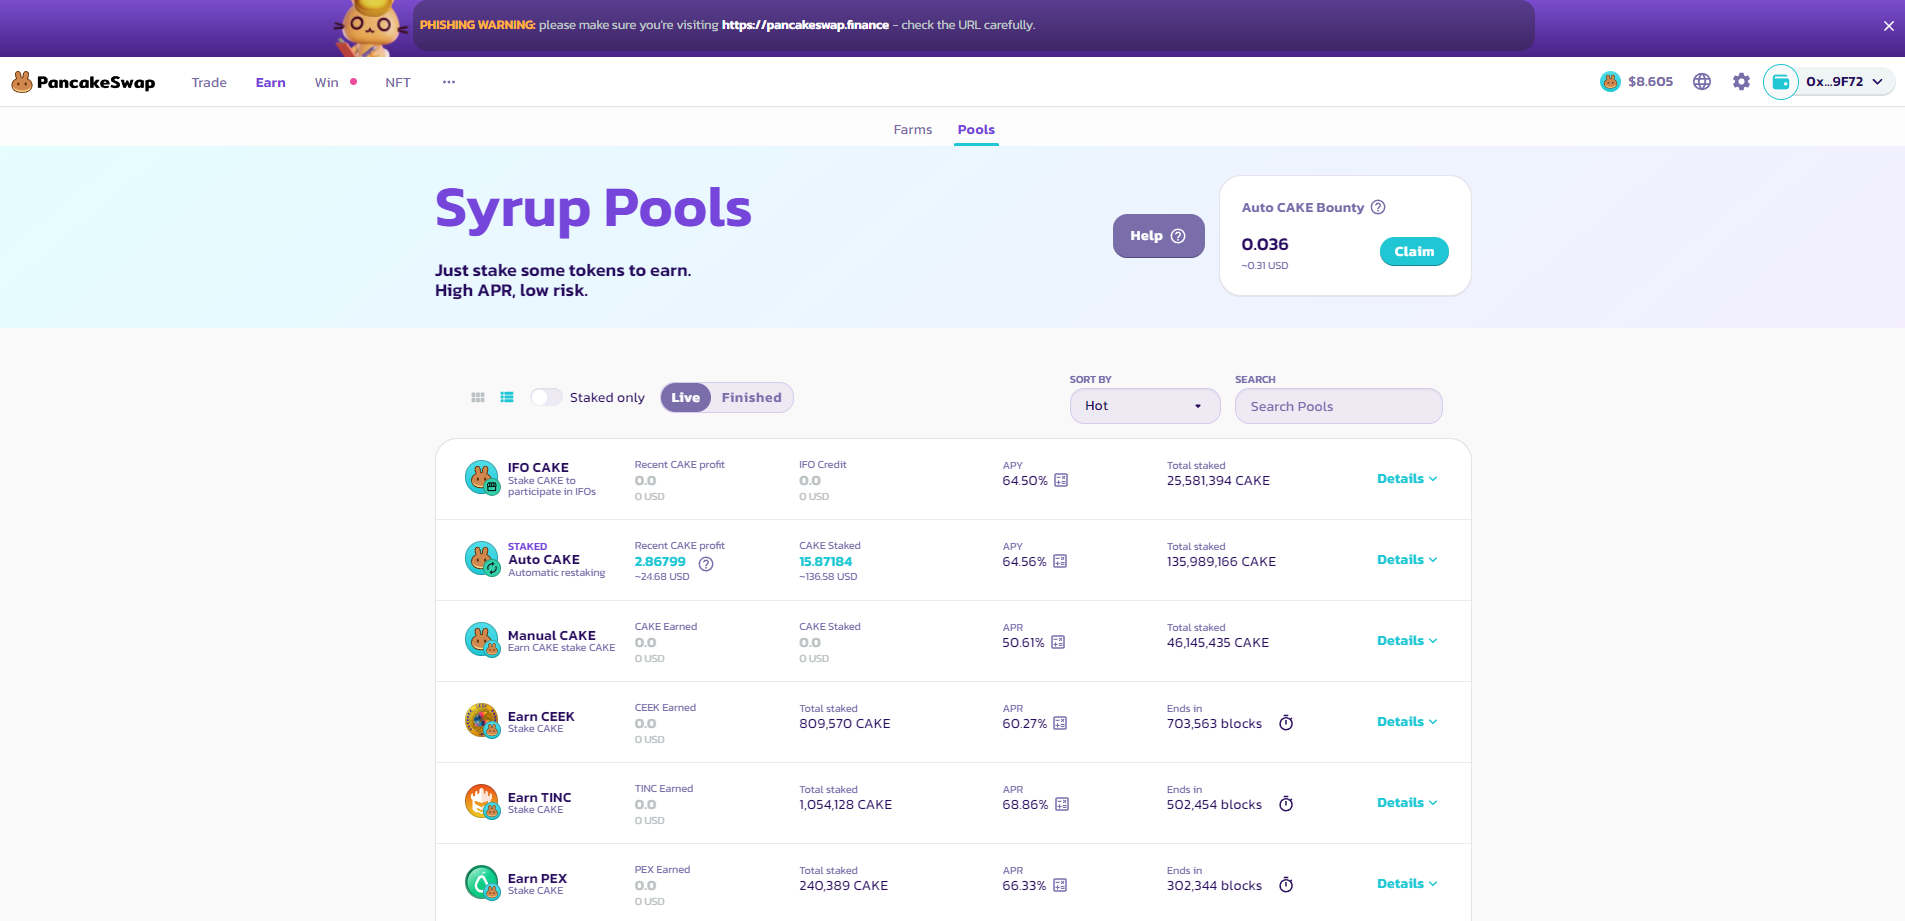 PHISHING WARNING: please make sure you're visiting https://pancakeswap.finance - check the URL carefully.
PancakeSwap
Trade
Earn
Win
NFT
$8.605
0x...9F72
Farms
Pools
Syrup Pools
Just stake some tokens to earn.
High APR, low risk.
Help
Auto CAKE Bounty
0.036
~0.31 USD
Claim
Staked only
Live
Finished
SORT BY
Hot
SEARCH
Search Pools
IFO CAKE
Stake CAKE to
participate in IFOs
Recent CAKE profit
0.0
0 USD
IFO Credit
0.0
0 USD
APY
64.50%
Total staked
25,581,394 CAKE
Details
STAKED
Auto CAKE
Automatic restaking
Recent CAKE profit
2.86799
~24.68 USD
CAKE Staked
15.87184
~136.58 USD
APY
64.56%
Total staked
135,989,166 CAKE
Details
Manual CAKE
Earn CAKE stake CAKE
CAKE Earned
0.0
0 USD
CAKE Staked
0.0
0 USD
APR
50.61%
Total staked
46,145,435 CAKE
Details
Earn CEEK
Stake CAKE
CEEK Earned
0.0
0 USD
Total staked
809,570 CAKE
APR
60.27%
Ends in
703,563 blocks
Details
Earn TINC
Stake CAKE
TINC Earned
0.0
0 USD
Total staked
1,054,128 CAKE
APR
68.86%
Ends in
502,454 blocks
Details
Earn PEX
Stake CAKE
PEX Earned
0.0
0 USD
Total staked
240,389 CAKE
APR
66.33%
Ends in
302,344 blocks
Details